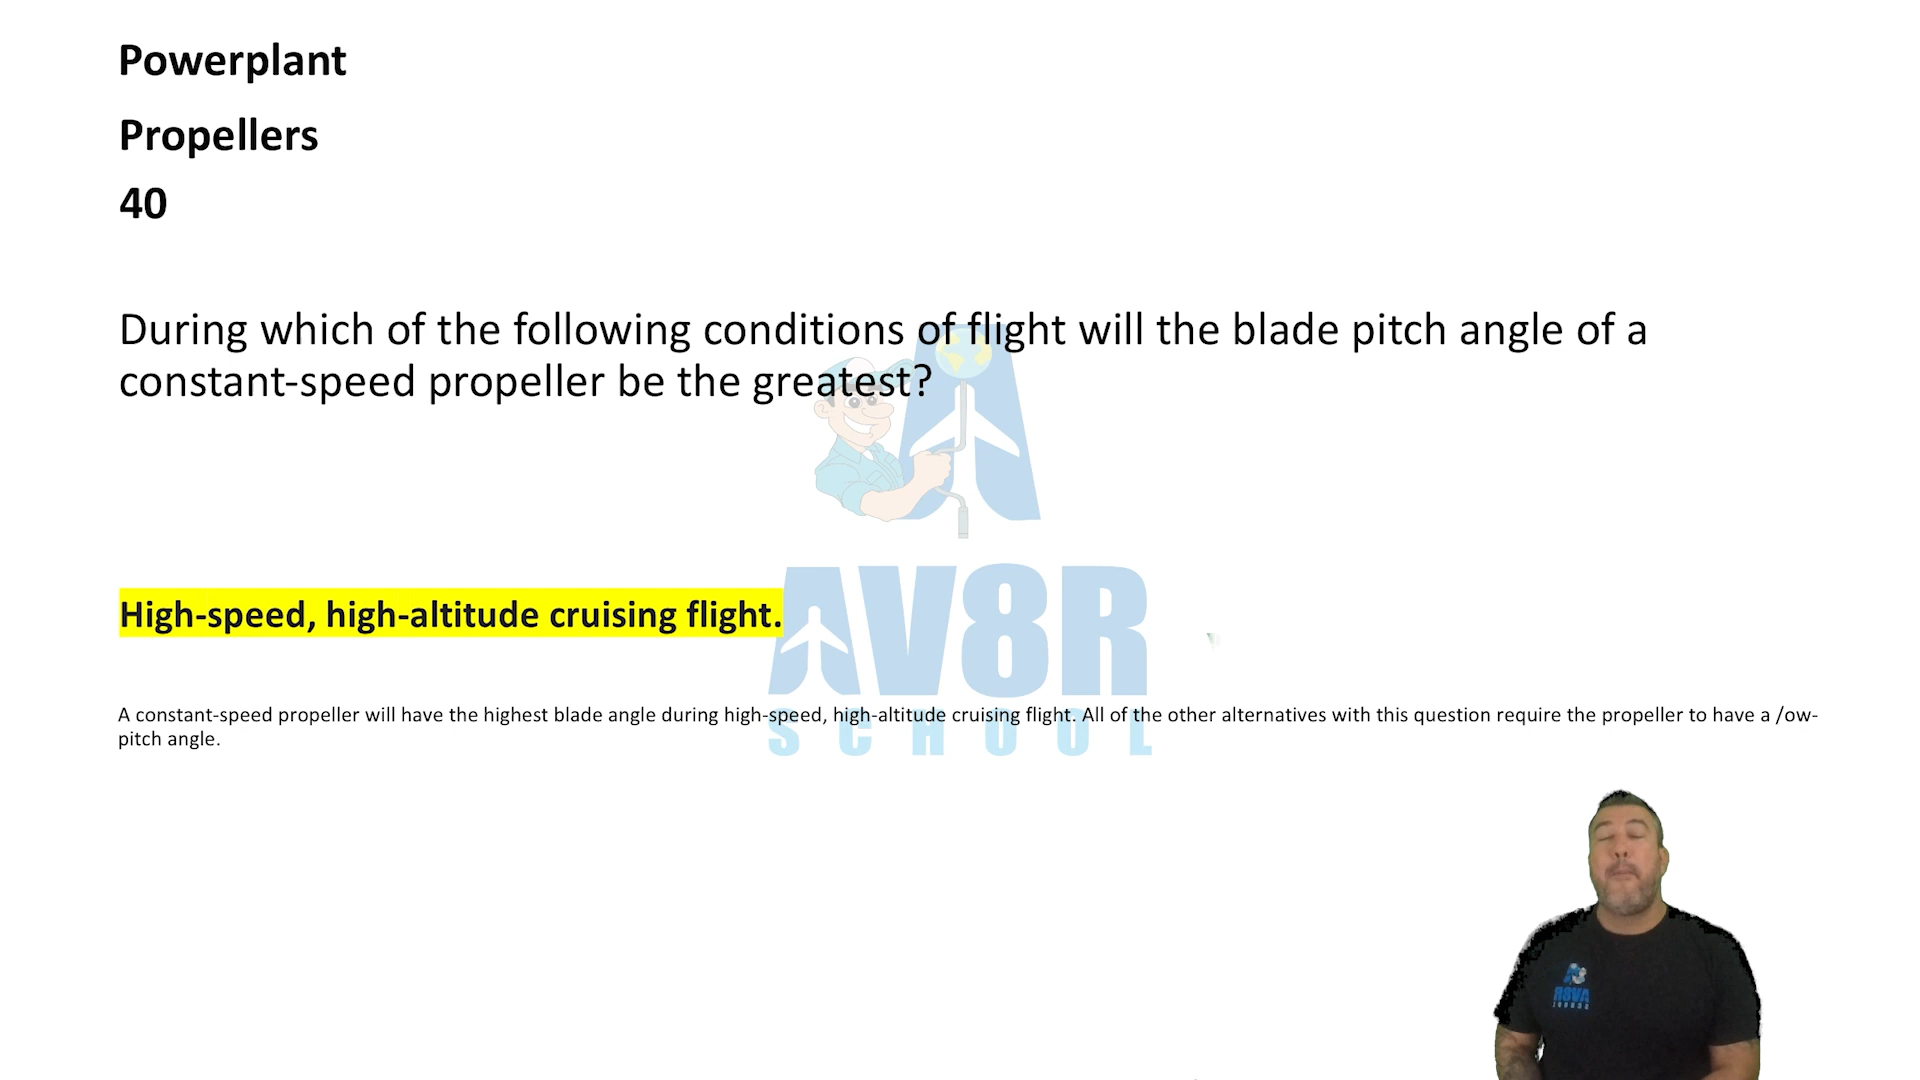 Powerplant
Propellers
40
During which of the following conditions of flight will the blade pitch angle of a
constant-speed propeller be the greatest?
High-speed, high-altitude cruising flight.
AV8R
A constant-speed propeller will have the highest blade angle during high-speed, high-altitude cruising flight. All of the other alternatives with this question require the propeller to have a /ow-
pitch angle.
SCHOOL